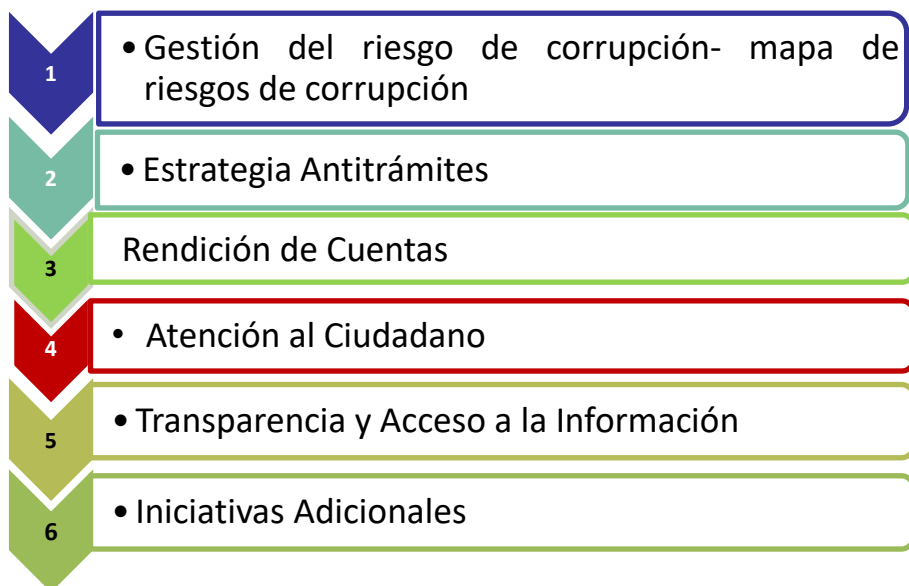 1
• Gestión del riesgo de corrupción- mapa de
riesgos de corrupción
2
• Estrategia Antitrámites
3
Rendición de Cuentas
4
• Atención al Ciudadano
5
• Transparencia y Acceso a la Información
6
• Iniciativas Adicionales